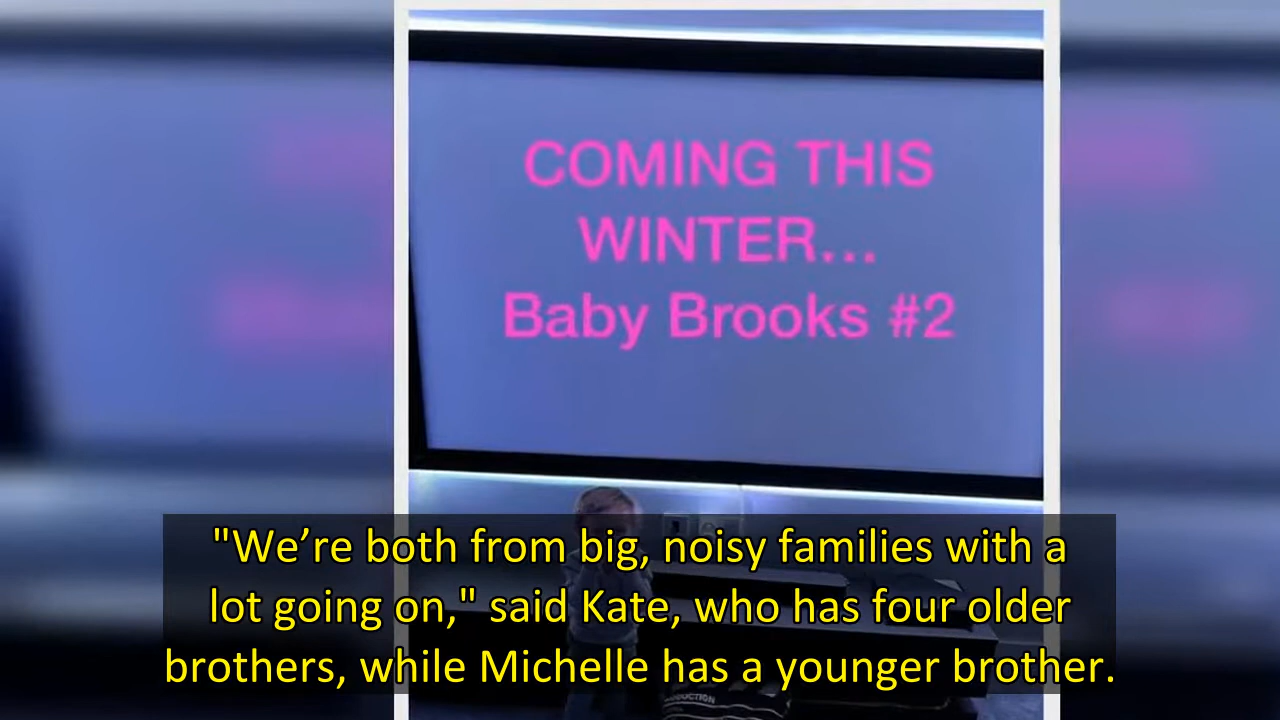 COMING THIS
WINTER...
Baby Brooks #2
"We’re both from big, noisy families with a
lot going on," said Kate, who has four older
brothers, while Michelle has a younger brother.